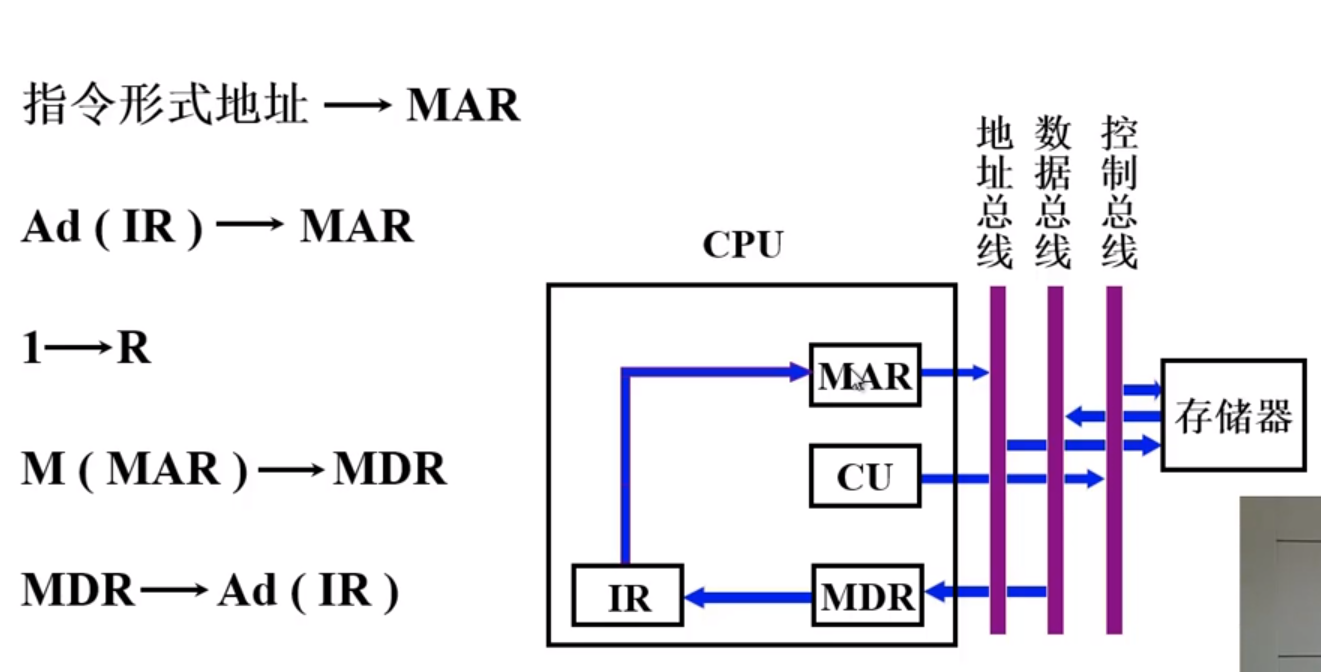 指令形式地址 → MAR
Ad ( IR ) → MAR
1→R
M ( MAR ) → MDR
MDR→Ad ( IR )
CPU
地址总线
数据总线
控制总线
MAR
CU
IR
MDR
存储器